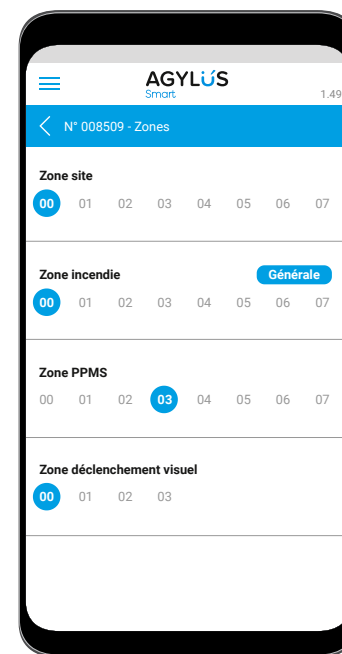 AGYLÚS
Smart
1.49
N° 008509 - Zones
Zone site
00 01 02 03 04 05 06 07
Zone incendie Générale
00 01 02 03 04 05 06 07
Zone PPMS
00 01 02 03 04 05 06 07
Zone déclenchement visuel
00 01 02 03